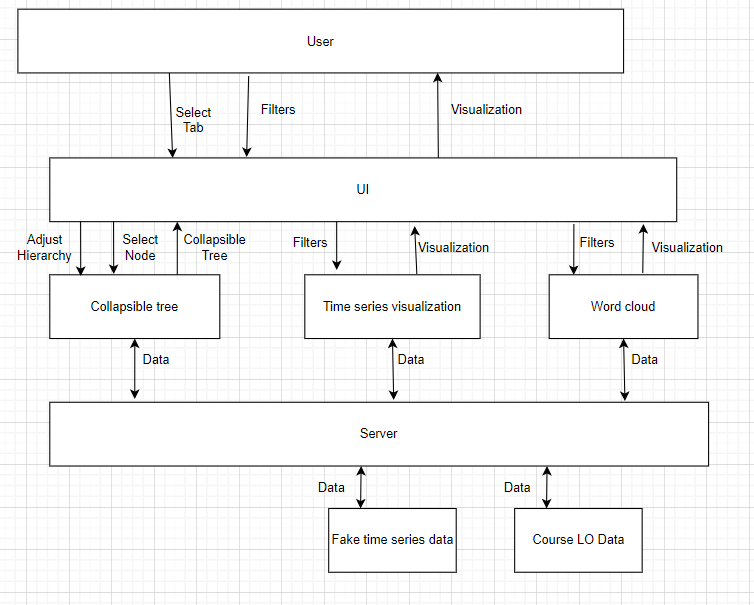 User
Select
Tab
Filters
Visualization
UI
Adjust
Hierarchy
Select
Node
Collapsible
Tree
Filters
Visualization
Filters
Visualization
Collapsible tree
Time series visualization
Word cloud
Data
Data
Data
Server
Data
Data
Fake time series data
Course LO Data